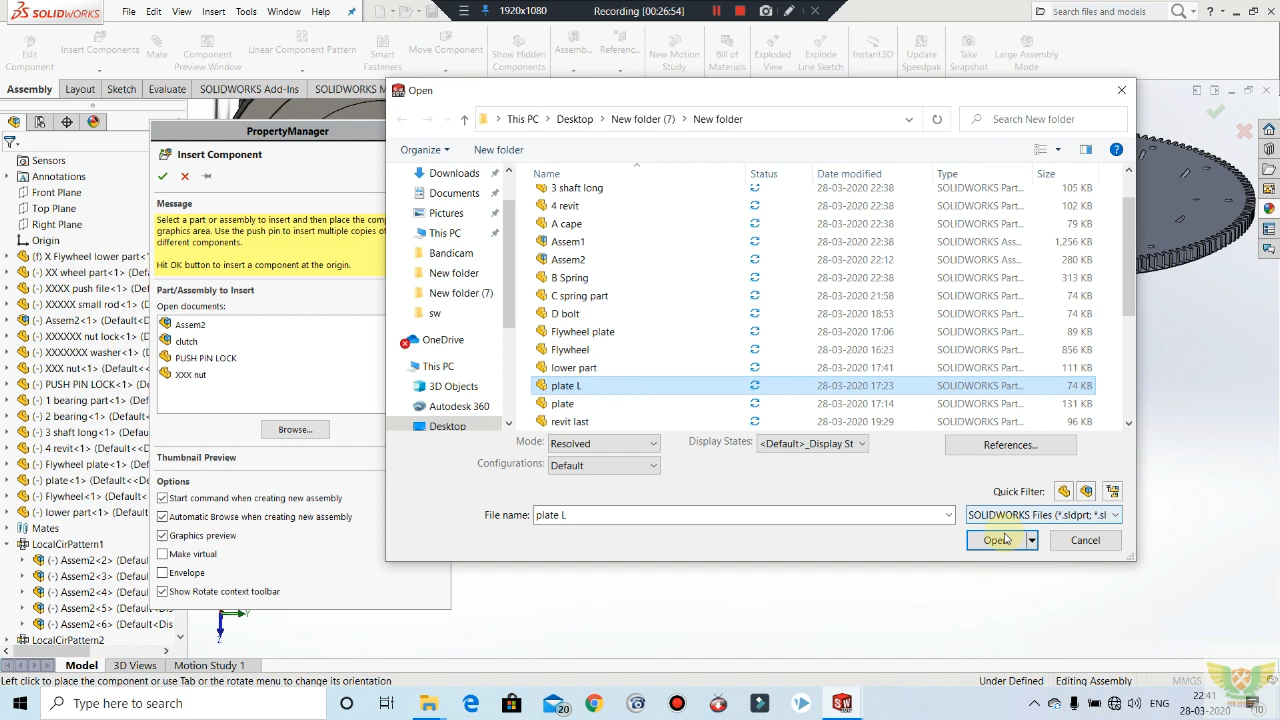 SOLIDWORKS
File
Edit
Insert
Tools
Window
Help
1920x1080
Recording [00:26:54]
Search files and models
Edit Component
Insert Components
Mate
Component Preview Window
Linear Component Pattern
Smart Fasteners
Move Component
Show Hidden Components
Assemb...
Referenc...
New Motion Study
Bill of Materials
Exploded View
Explode Line Sketch
Instant3D
Update Speedpak
Take Snapshot
Large Assembly Mode
Assembly
Layout
Sketch
Evaluate
SOLIDWORKS Add-Ins
SOLIDWORKS M
Sensors
Annotations
Front Plane
Top Plane
Right Plane
Origin
(f) X Flywheel lower part<
(-) XX wheel part<1> (De
(-) XXXX push file<1> (D
(-) XXXXX small rod<1>
(-) Assem2<1> (Default<
(-) XXXXXX nut lock<1>
(-) XXXXXXX washer<1>
(-) XXX nut<1> (Default<
(-) PUSH PIN LOCK<1> (
(-) 1 bearing part<1> (De
(-) 2 bearing<1> (Default
(-) 3 shaft long<1> (Defa
(-) 4 revit<1> (Default<<
(-) Flywheel plate<1> (D
(-) plate<1> (Default<<D
(-) Flywheel<1> (Default
Mates
LocalCirPattern1
(-) Assem2<2> (Default<Dis
(-) Assem2<3> (Default<Dis
(-) Assem2<4> (Default<Dis
(-) Assem2<5> (Default<Dis
(-) Assem2<6> (Default<Dis
LocalCirPattern2
PropertyManager
Insert Component
Message
Select a part or assembly to insert and then place the comp
graphics area. Use the push pin to insert multiple copies of
different components.
Hit OK button to insert a component at the origin.
Part/Assembly to Insert
Open documents:
Assem2
clutch
PUSH PIN LOCK
XXX nut
Browse...
Thumbnail Preview
Options
Start command when creating new assembly
Automatic Browse when creating new assembly
Graphics preview
Make virtual
Envelope
Show Rotate context toolbar
Open
This PC > Desktop > New folder (7) > New folder
Search New folder
Organize
New folder
Downloads
Documents
Pictures
This PC
Bandicam
New folder
New folder (7)
sw
OneDrive
This PC
3D Objects
Autodesk 360
Desktop
Name Status Date modified Type Size
3 shaft long 28-03-2020 22:38 SOLIDWORKS Part... 105 KB
4 revit 28-03-2020 22:38 SOLIDWORKS Part... 102 KB
A cape 28-03-2020 22:38 SOLIDWORKS Part... 79 KB
Assem1 28-03-2020 22:38 SOLIDWORKS Ass... 1,256 KB
Assem2 28-03-2020 22:12 SOLIDWORKS Ass... 280 KB
B Spring 28-03-2020 22:38 SOLIDWORKS Part... 313 KB
C spring part 28-03-2020 21:58 SOLIDWORKS Part... 74 KB
D bolt 28-03-2020 18:53 SOLIDWORKS Part... 74 KB
Flywheel plate 28-03-2020 17:06 SOLIDWORKS Part... 89 KB
Flywheel 28-03-2020 16:23 SOLIDWORKS Part... 856 KB
lower part 28-03-2020 17:41 SOLIDWORKS Part... 111 KB
plate L 28-03-2020 17:23 SOLIDWORKS Part... 74 KB
plate 28-03-2020 17:14 SOLIDWORKS Part... 131 KB
revit last 28-03-2020 19:29 SOLIDWORKS Part... 96 KB
Mode: Resolved
Display States: <Default>_Display St
References...
Configurations: Default
Quick Filter:
File name: plate L
SOLIDWORKS Files (*.sldprt; *.sl
Open
Cancel
Y
Z
Model
3D Views
Motion Study 1
Left click to place the component or use Tab or the rotate menu to change its orientation.
Under Defined
Editing Assembly
MMGS
Type here to search
20
ENG
22:41
28-03-2020
10